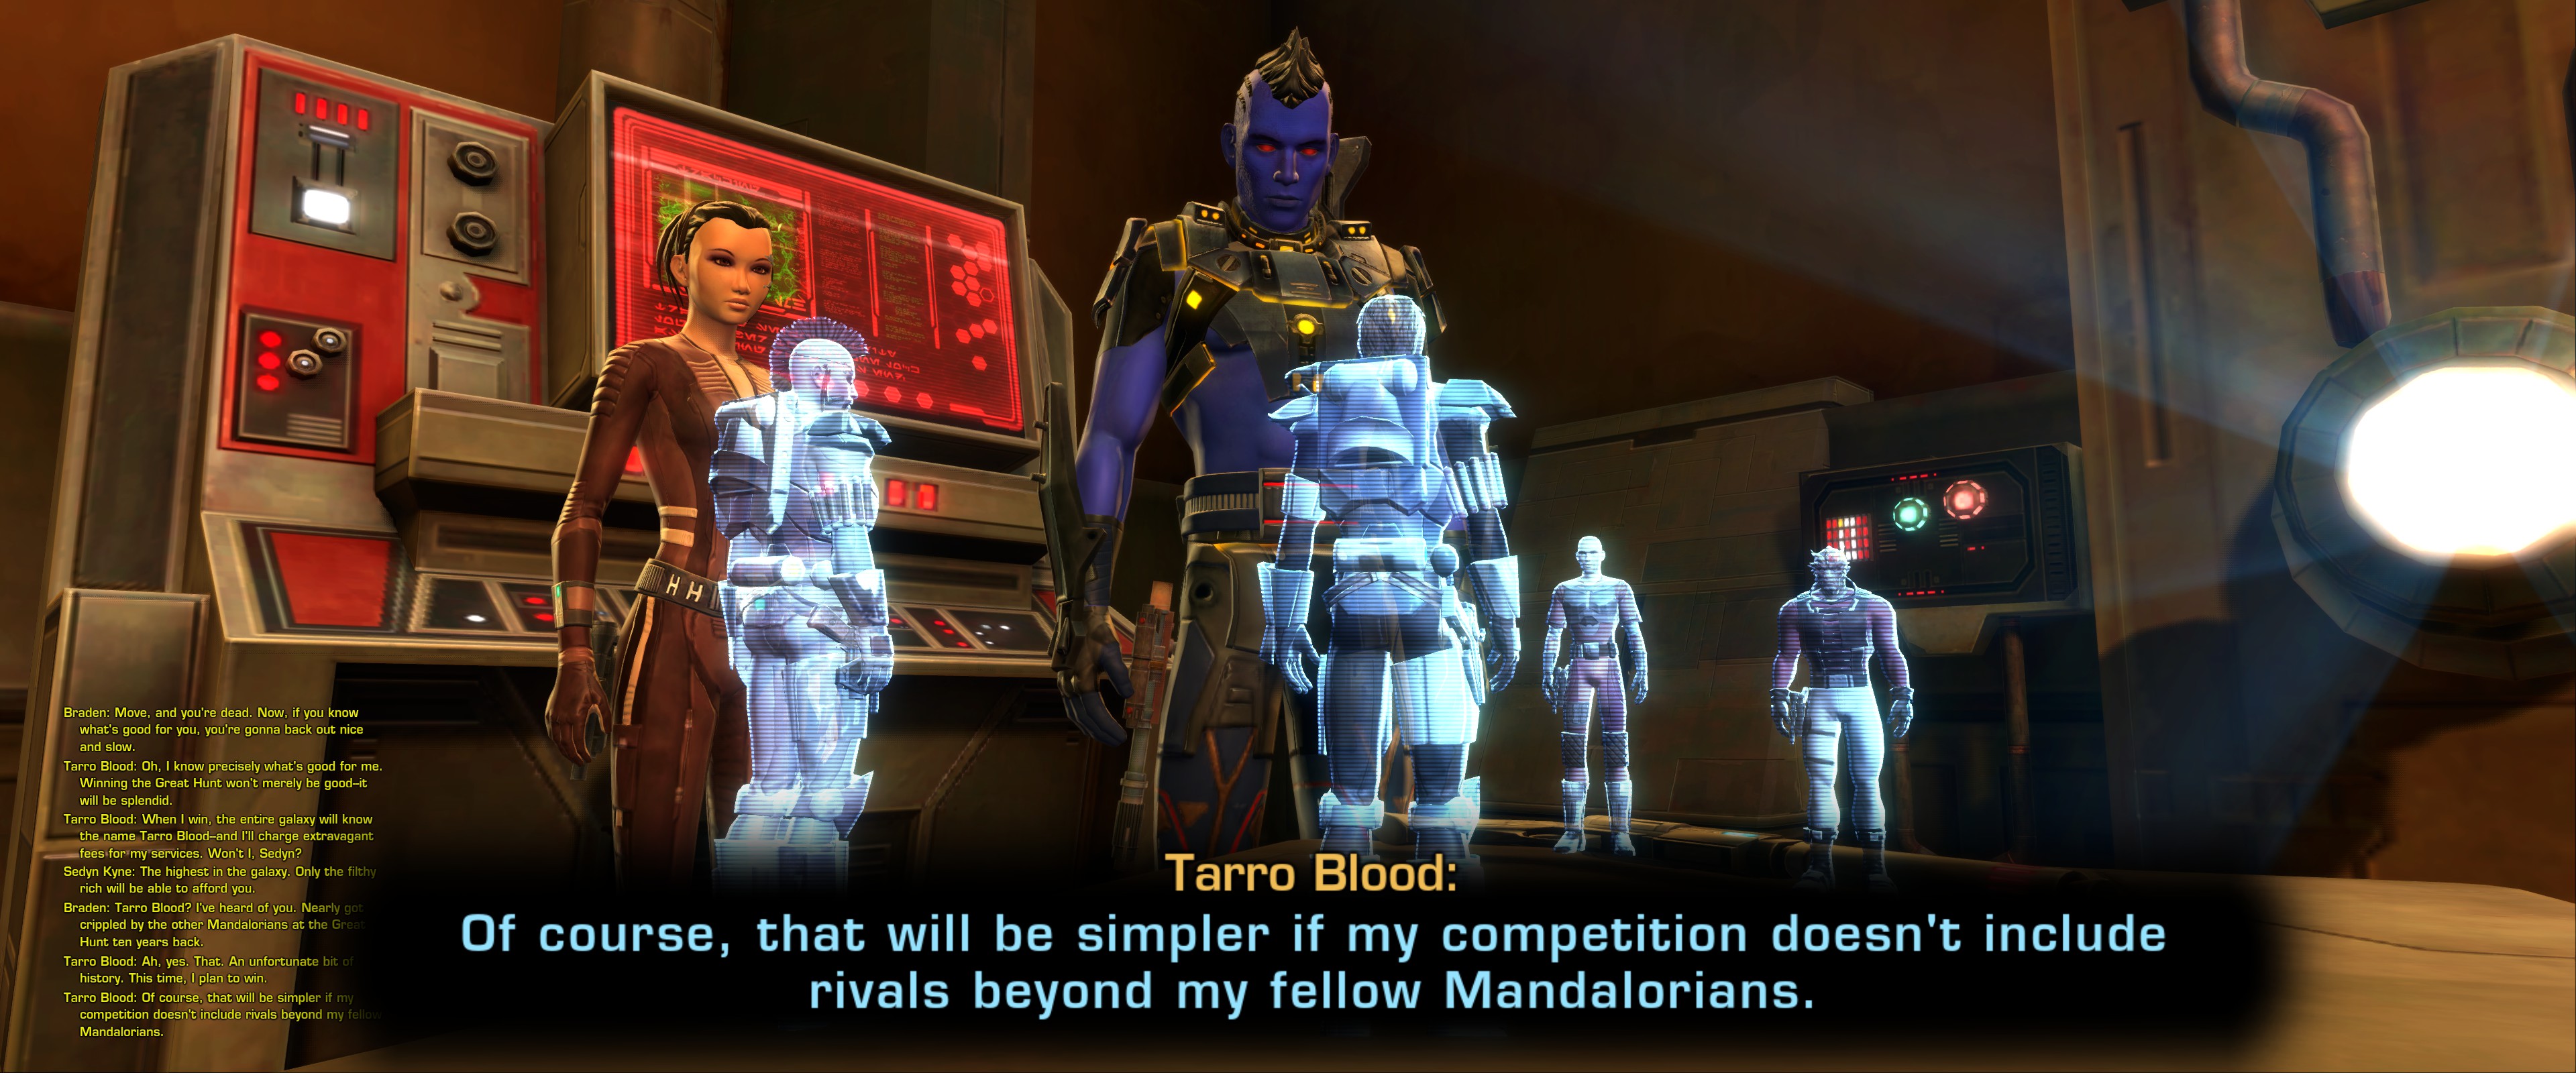 Braden: Move, and you're dead. Now, if you know
what's good for you, you're gonna back out nice
and slow.
Tarro Blood: Oh, I know precisely what's good for me.
Winning the Great Hunt won't merely be good–it
will be splendid.
Tarro Blood: When I win, the entire galaxy will know
the name Tarro Blood–and I'll charge extravagant
fees for my services. Won't I, Sedyn?
Sedyn Kyne: The highest in the galaxy. Only the filthy
rich will be able to afford you.
Braden: Tarro Blood? I've heard of you. Nearly got
crippled by the other Mandalorians at the Great
Hunt ten years back.
Tarro Blood: Ah, yes. That. An unfortunate bit of
history. This time, I plan to win.
Tarro Blood: Of course, that will be simpler if my
competition doesn't include rivals beyond my fellow
Mandalorians.
Tarro Blood:
Of course, that will be simpler if my competition doesn't include
rivals beyond my fellow Mandalorians.